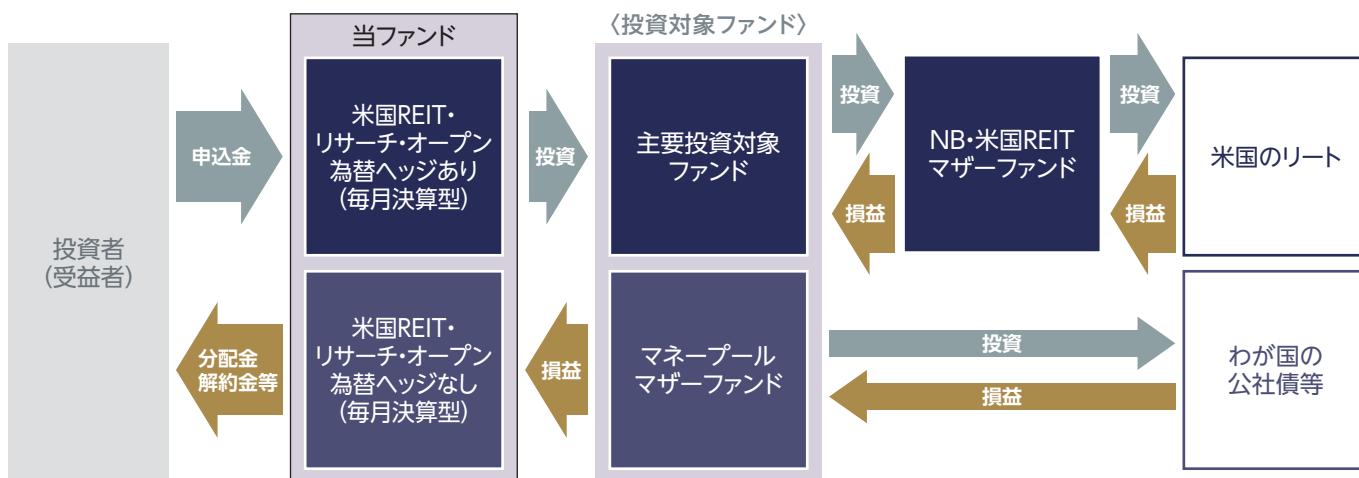 投資者
(受益者)
申込金
分配金
解約金等
当ファンド
米国REIT・
リサーチ・オープン
為替ヘッジあり
(毎月決算型)
米国REIT・
リサーチ・オープン
為替ヘッジなし
(毎月決算型)
投資
損益
〈投資対象ファンド〉
主要投資対象
ファンド
マネープール
マザーファンド
投資
損益
NB・米国REIT
マザーファンド
投資
損益
米国のリート
投資
損益
わが国の
公社債等